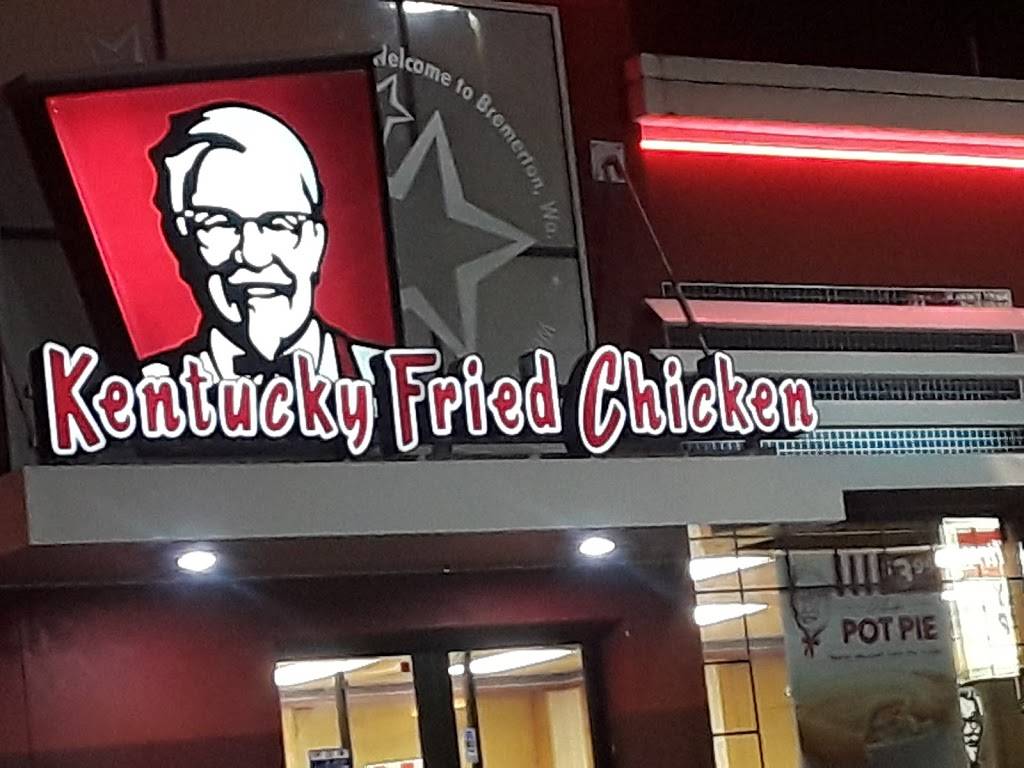 Welcome to Bremerton, Wa.
Kentucky Fried Chicken
POT PIE